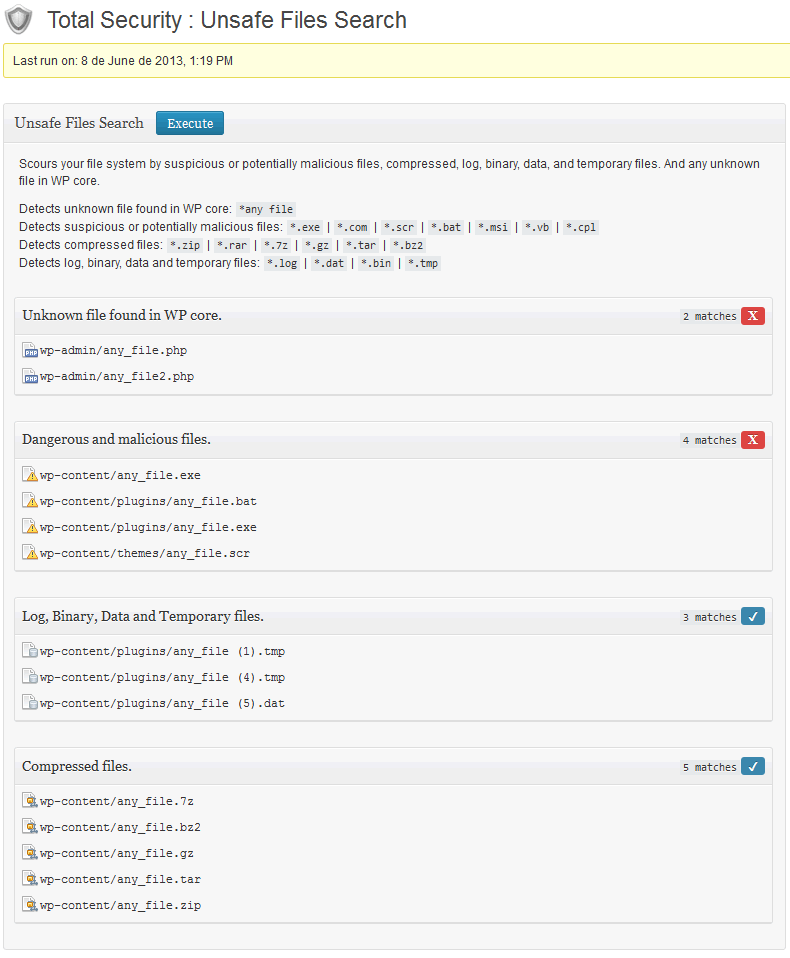 Total Security : Unsafe Files Search
Last run on: 8 de June de 2013, 1:19 PM
Unsafe Files Search Execute
Scours your file system by suspicious or potentially malicious files, compressed, log, binary, data, and temporary files. And any unknown
file in WP core.
Detects unknown file found in WP core: *any file
Detects suspicious or potentially malicious files: *.exe | *.com | *.scr | *.bat | *.msi | *.vb | *.cpl
Detects compressed files: *.zip | *.rar | *.7z | *.gz | *.tar | *.bz2
Detects log, binary, data and temporary files: *.log | *.dat | *.bin | *.tmp
Unknown file found in WP core. 2 matches X
PHP wp-admin/any_file.php
PHP wp-admin/any_file2.php
Dangerous and malicious files. 4 matches X
wp-content/any_file.exe
wp-content/plugins/any_file.bat
wp-content/plugins/any_file.exe
wp-content/themes/any_file.scr
Log, Binary, Data and Temporary files. 3 matches ✓
wp-content/plugins/any_file (1).tmp
wp-content/plugins/any_file (4).tmp
wp-content/plugins/any_file (5).dat
Compressed files. 5 matches ✓
wp-content/any_file.7z
wp-content/any_file.bz2
wp-content/any_file.gz
wp-content/any_file.tar
wp-content/any_file.zip